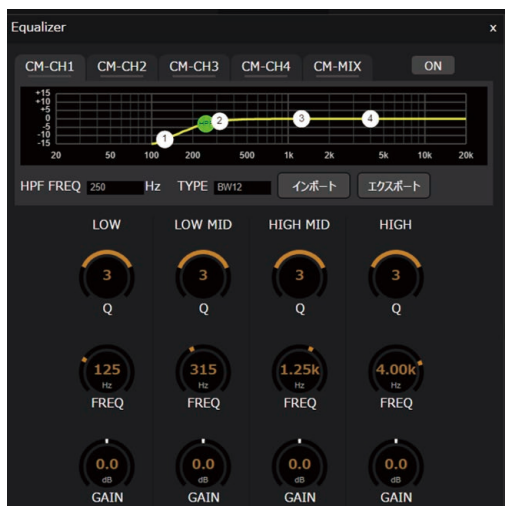 Equalizer x
CM-CH1 CM-CH2 CM-CH3 CM-CH4 CM-MIX ON
+15
+10
+5
0
-5
-10
-15
1 2 3 4
20 50 100 200 500 1k 2k 5k 10k 20k
HPF FREQ 250 Hz TYPE BW12 インポート エクスポート
LOW LOW MID HIGH MID HIGH
3 3 3 3
Q Q Q Q
125 315 1.25k 4.00k
Hz Hz Hz Hz
FREQ FREQ FREQ FREQ
0.0 0.0 0.0 0.0
dB dB dB dB
GAIN GAIN GAIN GAIN